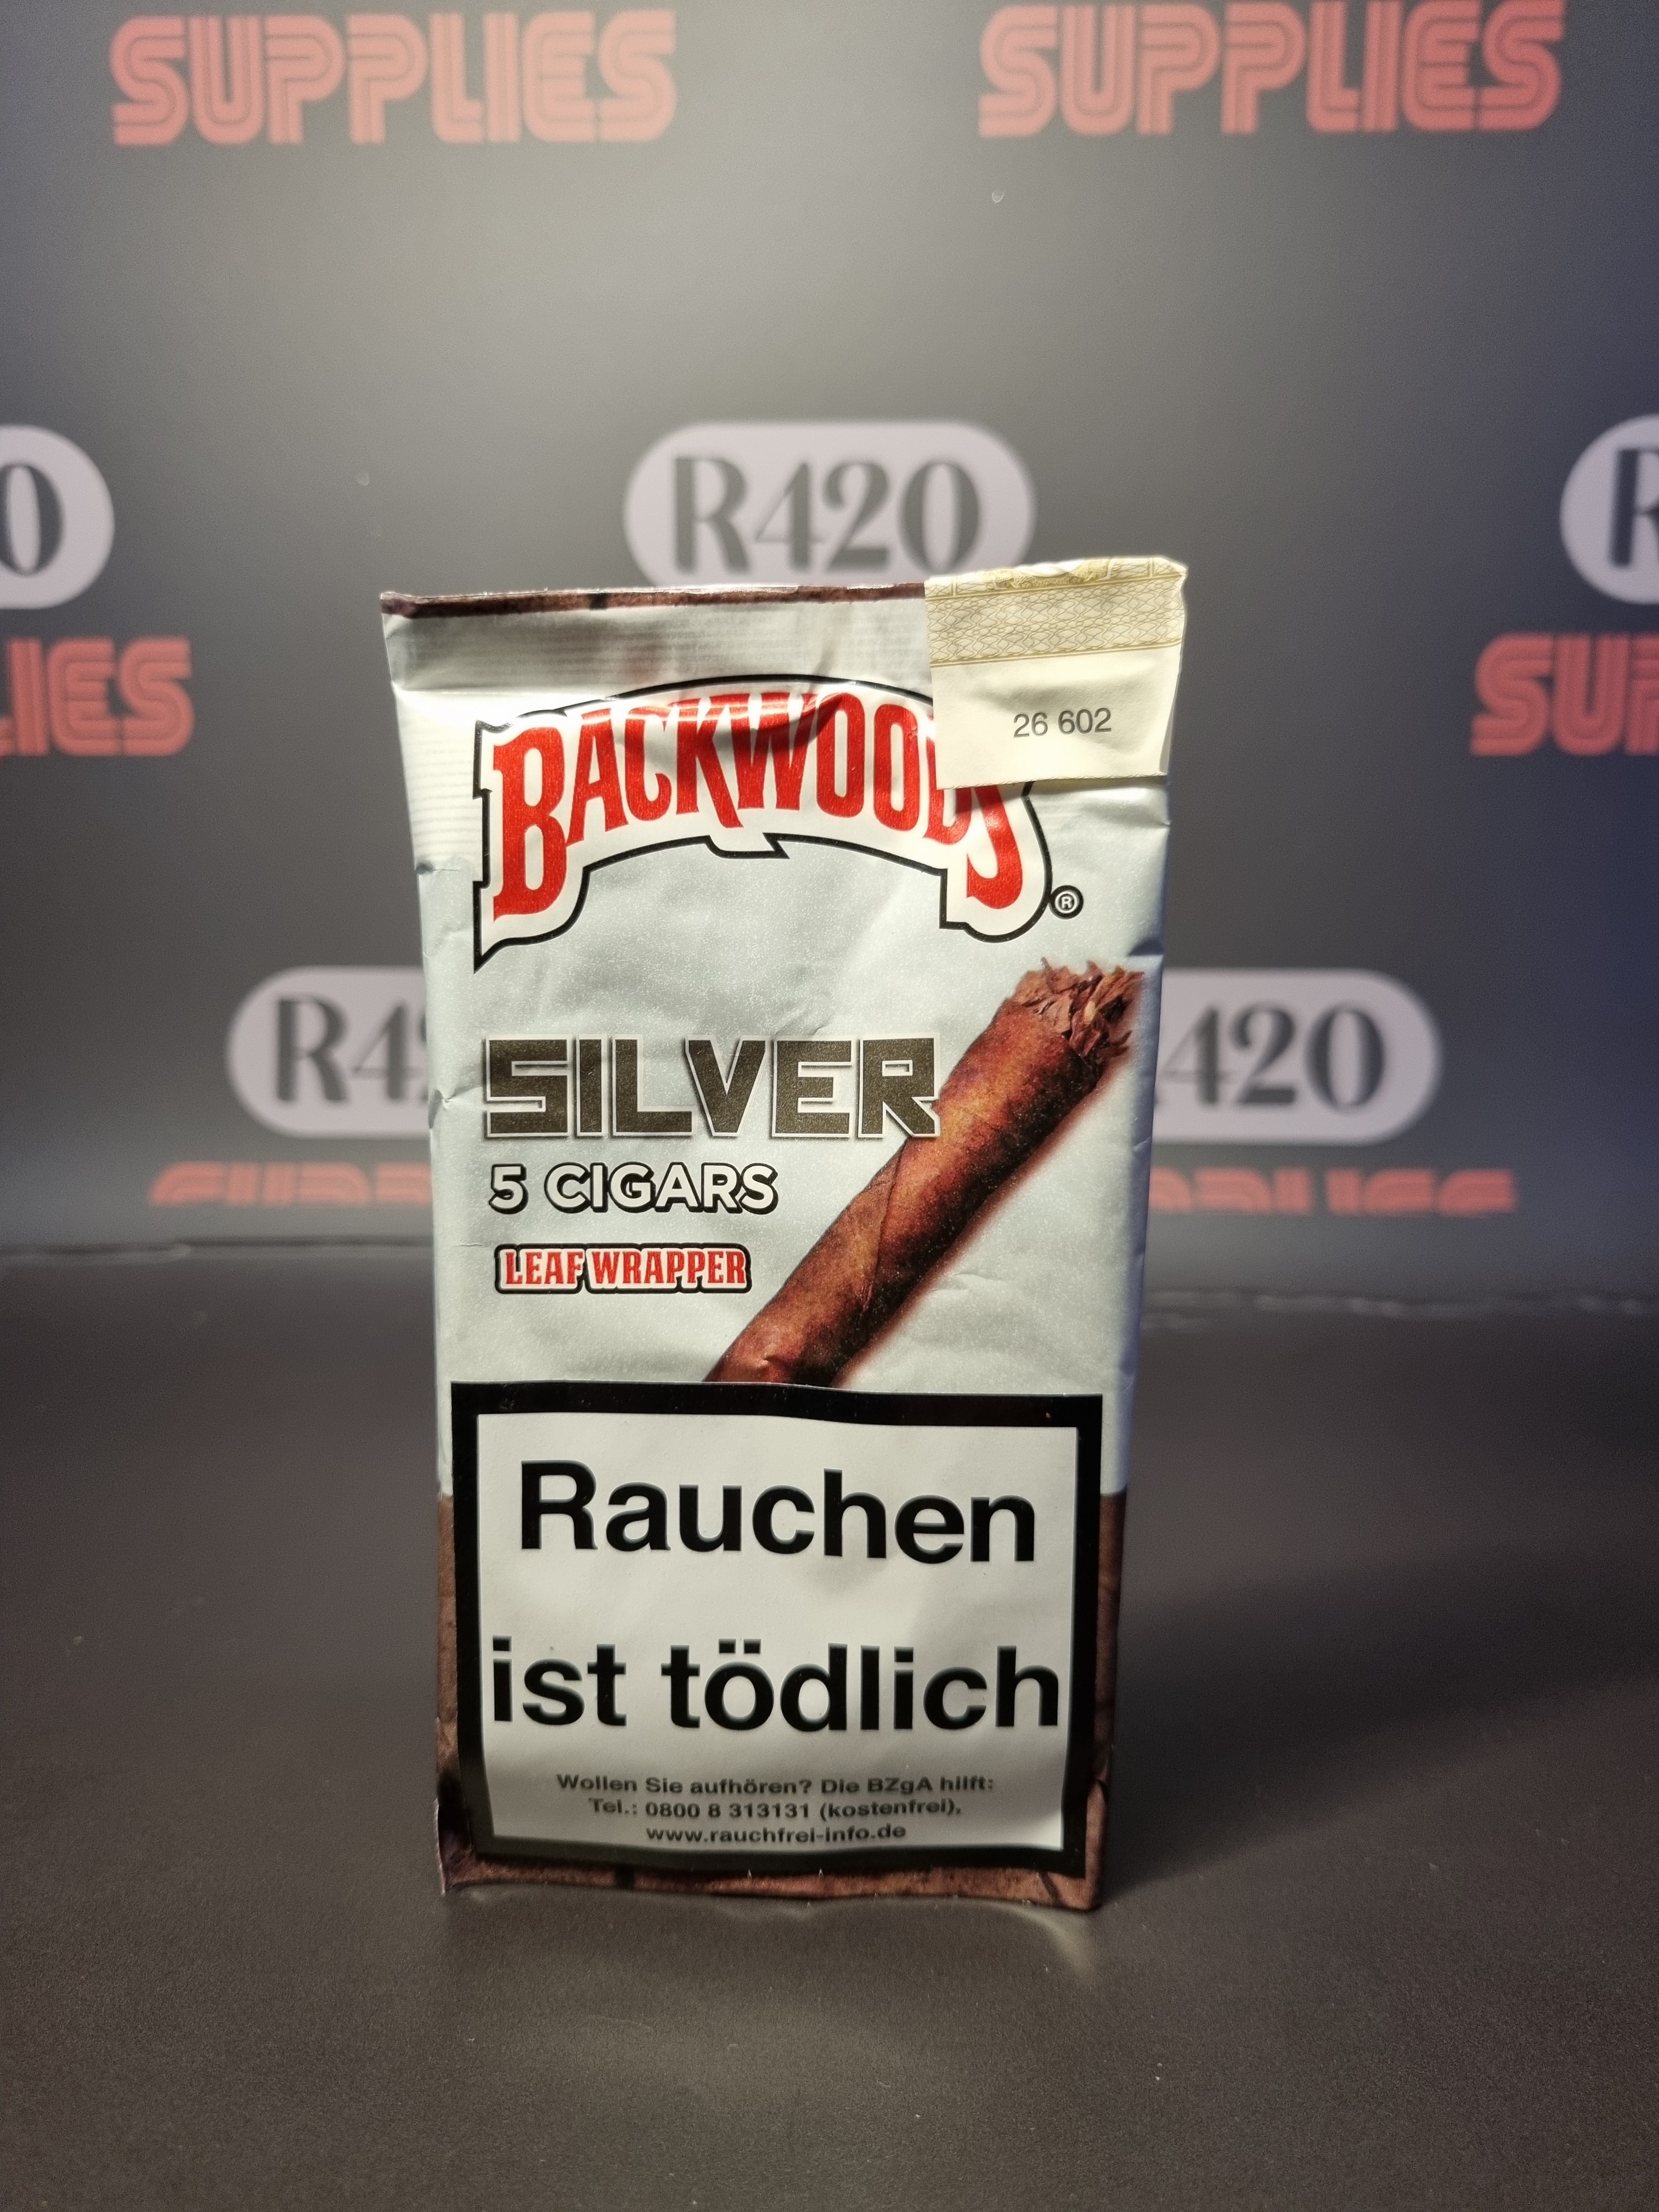 SUPPLIES SUPPLIES
R420
SUPPLIES
26 602
BACKWOODS®
R420
SILVER
5 CIGARS
LEAF WRAPPER
Rauchen
ist tödlich
Wollen Sie aufhören? Die BZgA hilft:
Tel.: 0800 8 313131 (kostenfrei),
www.rauchfrei-info.de